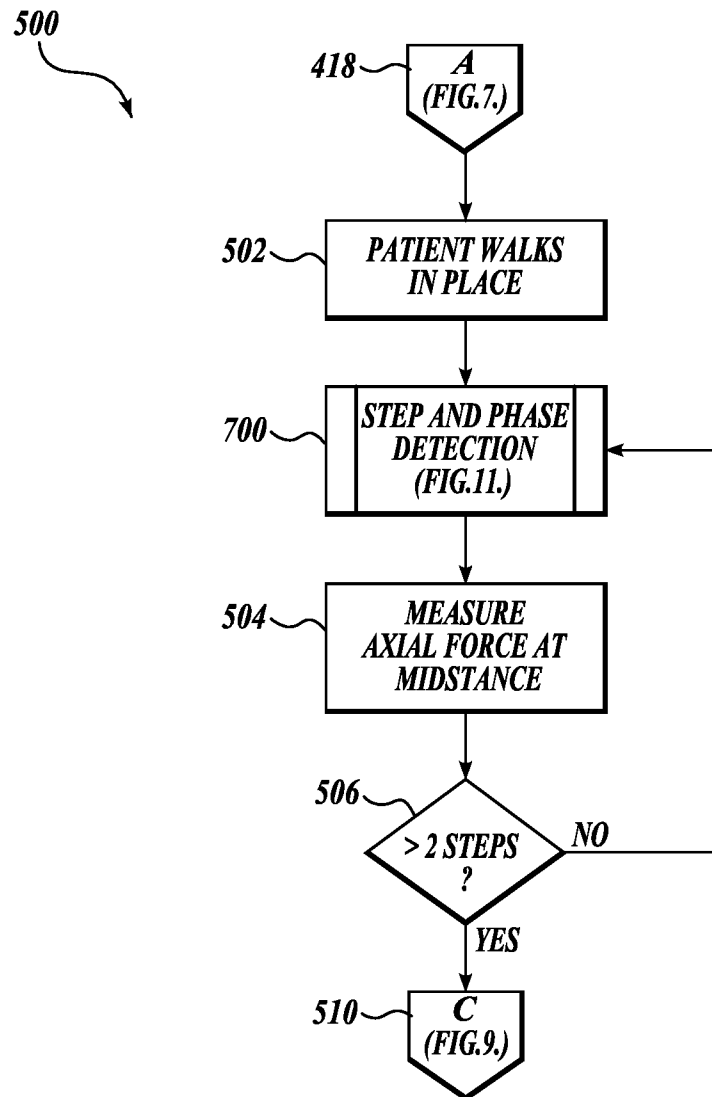 500
418
A
(FIG.7.)
502
PATIENT WALKS
IN PLACE
700
STEP AND PHASE
DETECTION
(FIG.11.)
504
MEASURE
AXIAL FORCE AT
MIDSTANCE
506
> 2 STEPS
?
NO
YES
510
C
(FIG.9.)